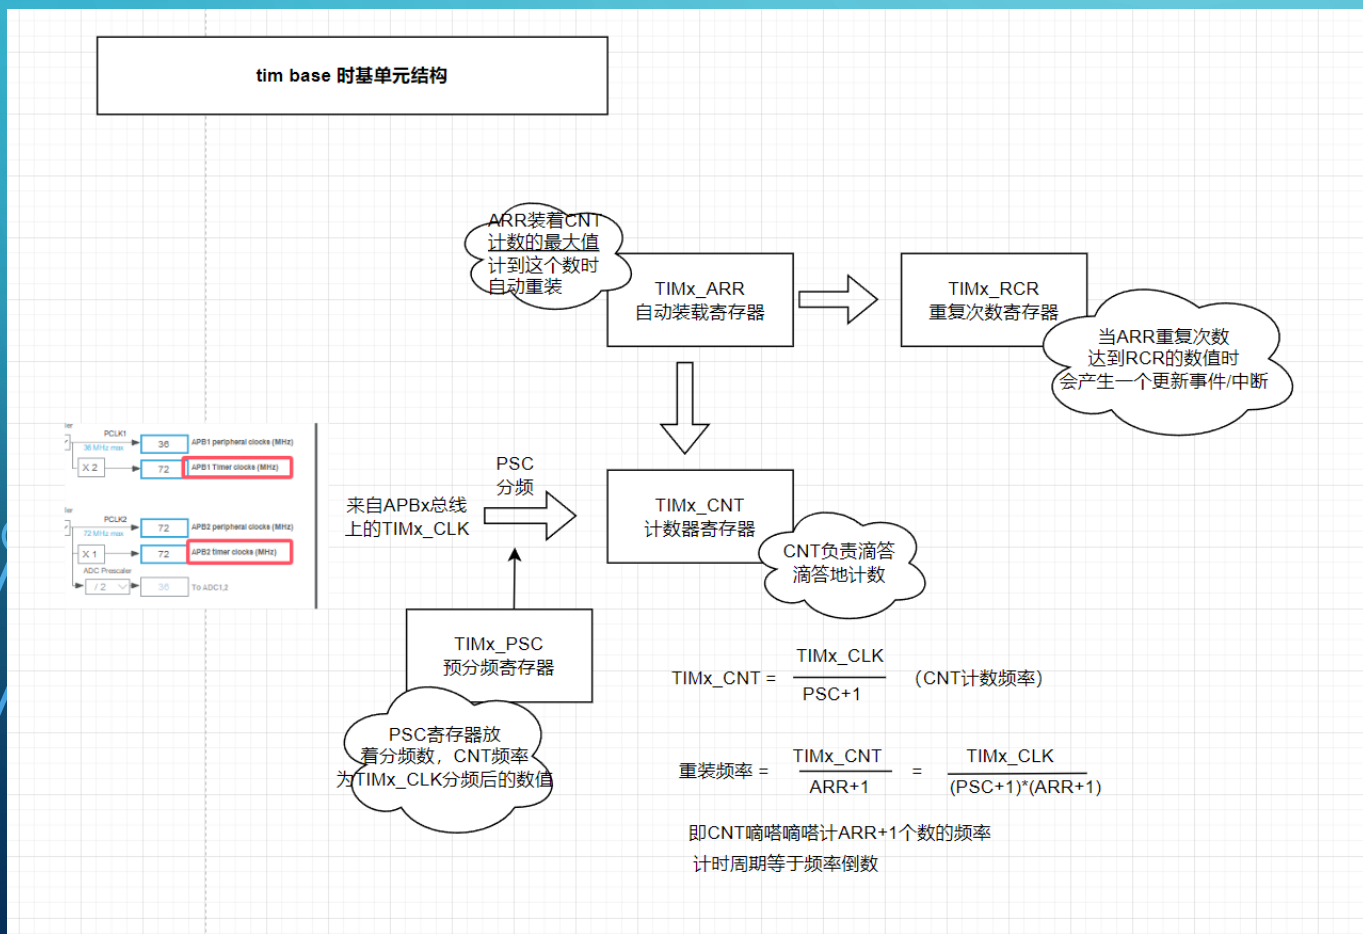 tim base 时基单元结构
ARR装着CNT
计数的最大值
计到这个数时
自动重装
TIMx_ARR
自动装载寄存器
TIMx_RCR
重复次数寄存器
当ARR重复次数
达到RCR的数值时
会产生一个更新事件/中断
PCLK1
36 MHz max
36
APB1 peripheral clocks (MHz)
X 2
72
APB1 Timer clocks (MHz)
PCLK2
72 MHz max
72
APB2 peripheral clocks (MHz)
X 1
72
APB2 timer clocks (MHz)
ADC Prescaler
/ 2
36
To ADC1,2
来自APBx总线
上的TIMx_CLK
PSC
分频
TIMx_CNT
计数器寄存器
CNT负责滴答
滴答地计数
TIMx_PSC
预分频寄存器
PSC寄存器放
着分频数，CNT频率
为TIMx_CLK分频后的数值
TIMx_CLK
TIMx_CNT = （CNT计数频率）
PSC+1
TIMx_CNT TIMx_CLK
重装频率 = =
ARR+1 (PSC+1)*(ARR+1)
即CNT嘀嗒嘀嗒计ARR+1个数的频率
计时周期等于频率倒数